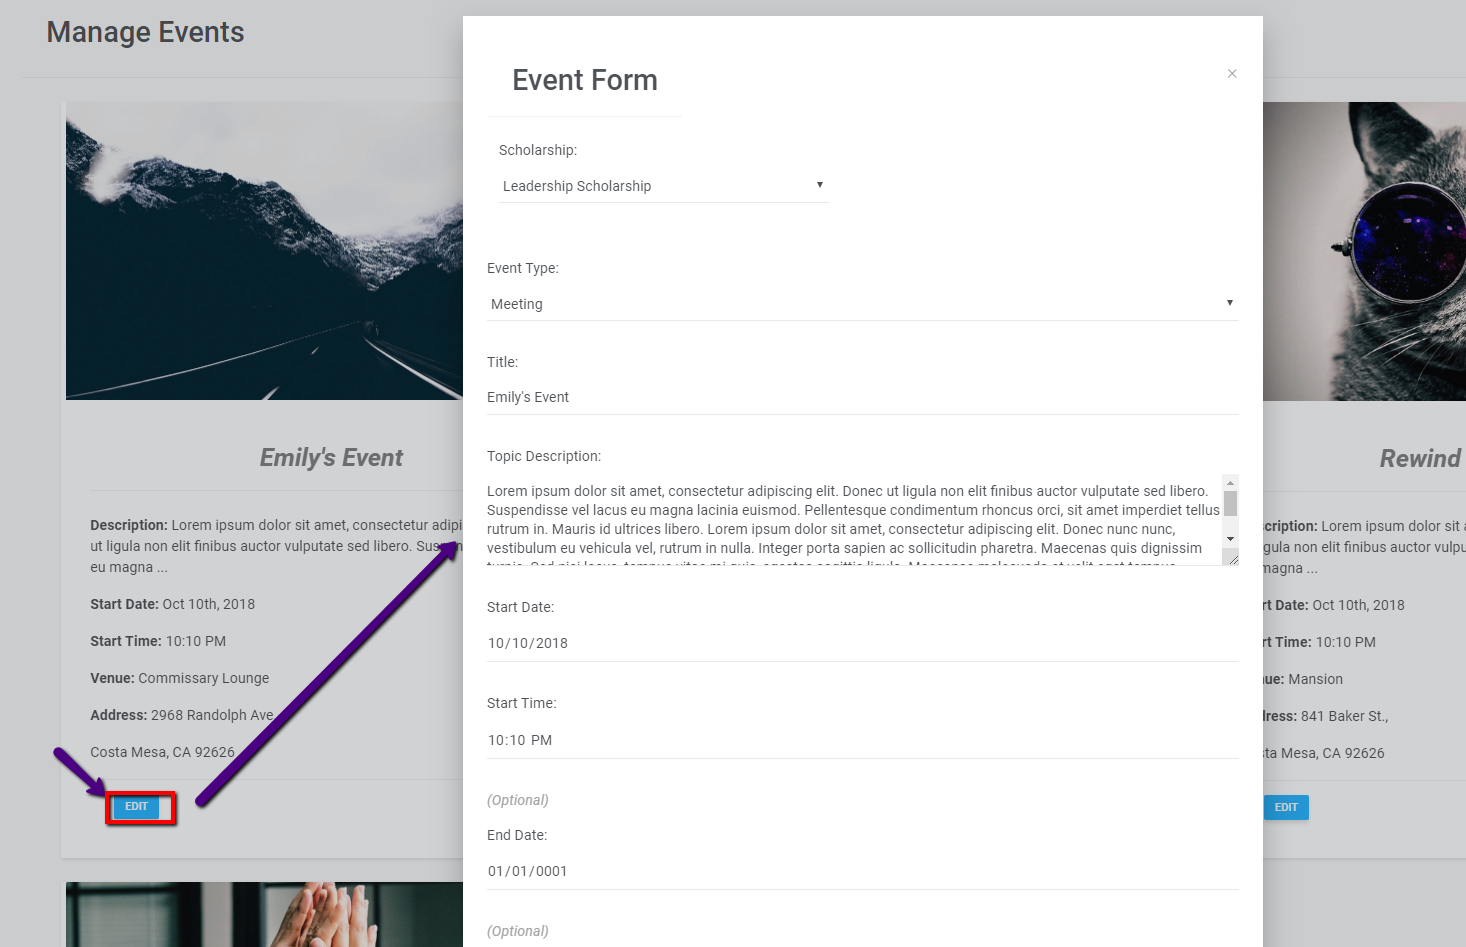 Manage Events
Emily's Event
Description: Lorem ipsum dolor sit amet, consectetur adipi
ut ligula non elit finibus auctor vulputate sed libero.
eu magna ...
Start Date: Oct 10th, 2018
Start Time: 10:10 PM
Venue: Commissary Lounge
Address: 2968 Randolph Ave
Costa Mesa, CA 92626
EDIT
Event Form
×
Scholarship:
Leadership Scholarship
Event Type:
Meeting
Title:
Emily's Event
Topic Description:
Lorem ipsum dolor sit amet, consectetur adipiscing elit. Donec ut ligula non elit finibus auctor vulputate sed libero.
Suspendisse vel lacus eu magna lacinia euismod. Pellentesque condimentum rhoncus orci, sit amet imperdiet tellus
rutrum in. Mauris id ultrices libero. Lorem ipsum dolor sit amet, consectetur adipiscing elit. Donec nunc nunc,
vestibulum eu vehicula vel, rutrum in nulla. Integer porta sapien ac sollicitudin pharetra. Maecenas quis dignissim
Start Date:
10/10/2018
Start Time:
10:10 PM
(Optional)
End Date:
01/01/0001
(Optional)
Rewind
cription: Lorem ipsum dolor sit
gula non elit finibus auctor vulpu
magna ...
rt Date: Oct 10th, 2018
rt Time: 10:10 PM
ue: Mansion
ress: 841 Baker St.,
sta Mesa, CA 92626
EDIT